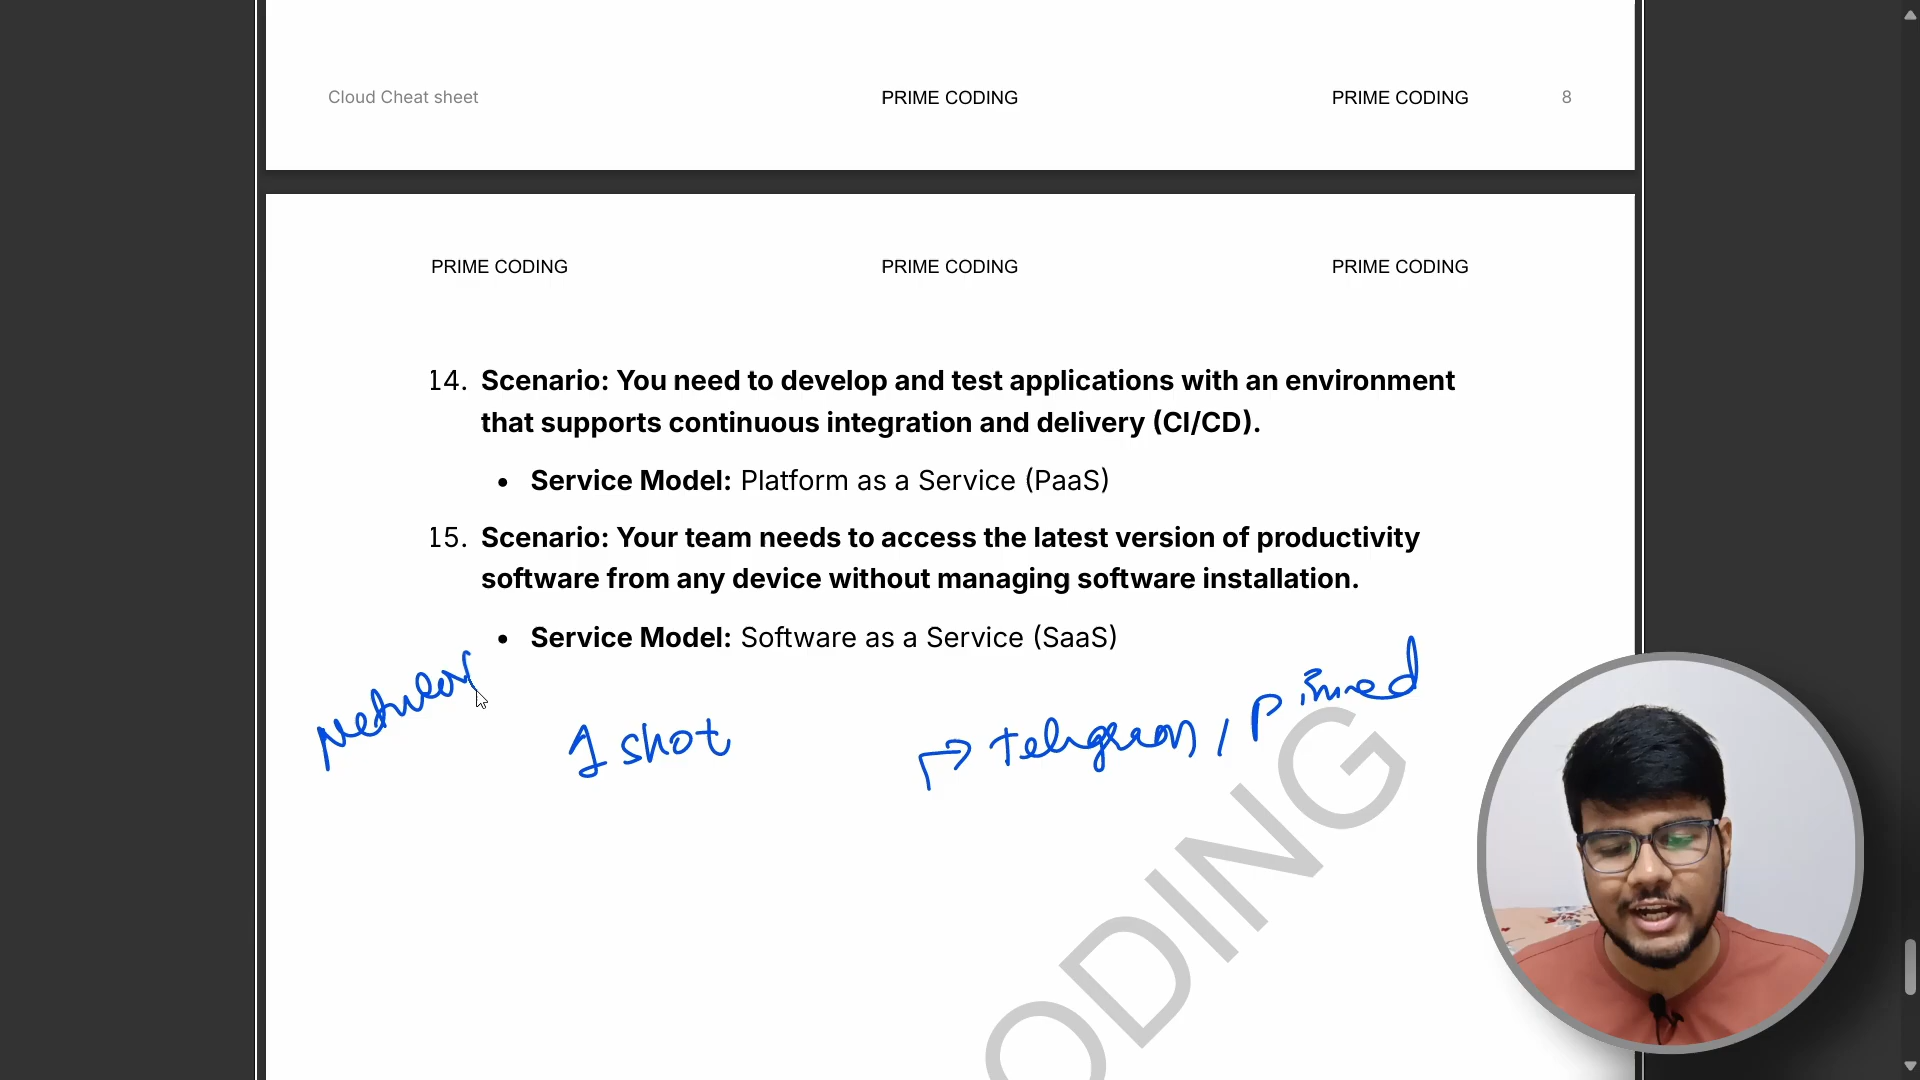 Cloud Cheat sheet PRIME CODING PRIME CODING 8
PRIME CODING PRIME CODING PRIME CODING
14. Scenario: You need to develop and test applications with an environment
that supports continuous integration and delivery (CI/CD).
• Service Model: Platform as a Service (PaaS)
15. Scenario: Your team needs to access the latest version of productivity
software from any device without managing software installation.
• Service Model: Software as a Service (SaaS)
1 shot
Telegram, Pinned
ODING